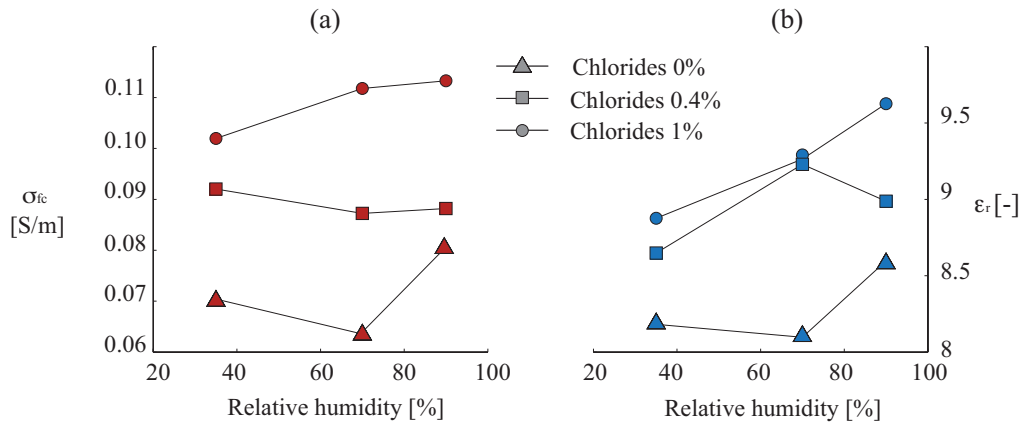 (a)
(b)
0.11
0.10
0.09
0.08
0.07
0.06
σfc
[S/m]
20 40 60 80 100
Relative humidity [%]
Chlorides 0%
Chlorides 0.4%
Chlorides 1%
9.5
9
8.5
8
εr [-]
20 40 60 80 100
Relative humidity [%]